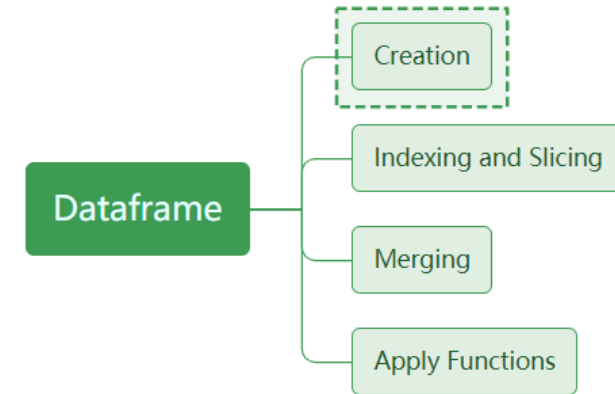 Dataframe
Creation
Indexing and Slicing
Merging
Apply Functions